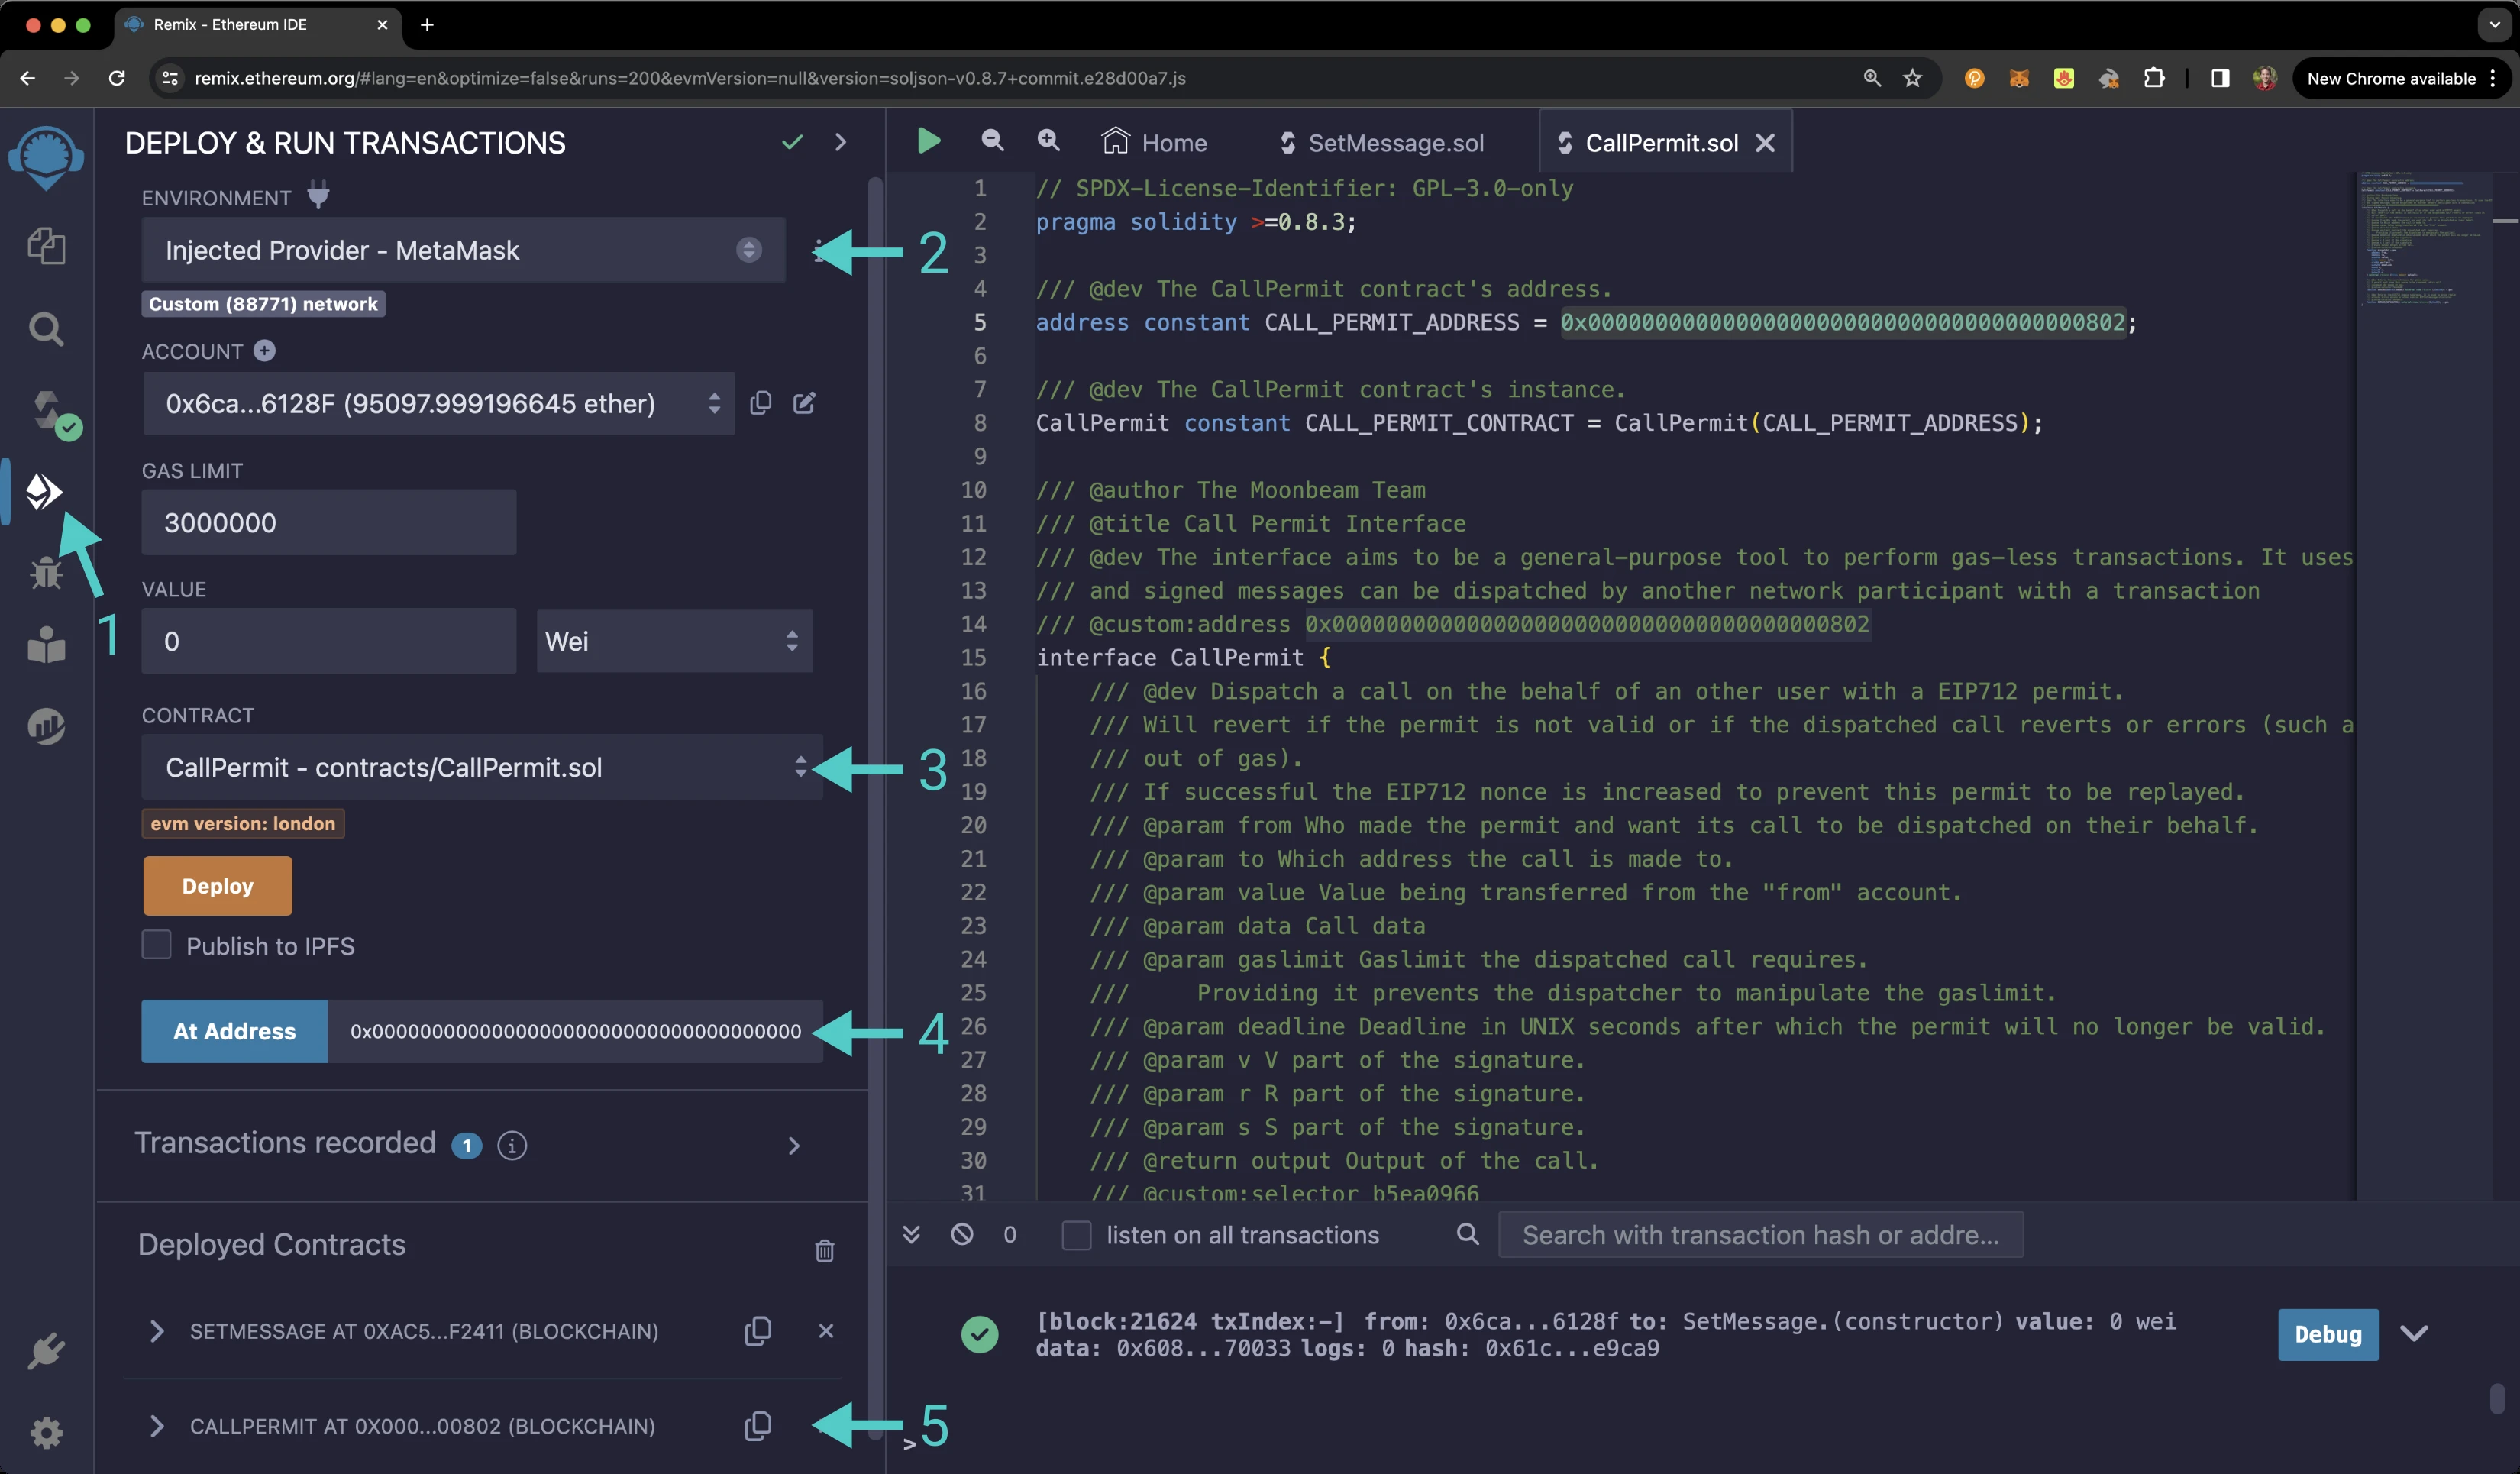 Remix - Ethereum IDE
remix.ethereum.org/#lang=en&optimize=false&runs=200&evmVersion=null&version=soljson-v0.8.7+commit.e28d00a7.js
New Chrome available
DEPLOY & RUN TRANSACTIONS
ENVIRONMENT
Injected Provider - MetaMask
2
Custom (88771) network
ACCOUNT
0x6ca...6128F (95097.999196645 ether)
GAS LIMIT
3000000
1
VALUE
0
Wei
CONTRACT
CallPermit - contracts/CallPermit.sol
3
evm version: london
Deploy
Publish to IPFS
At Address
0x0000000000000000000000000000000000
4
Transactions recorded 1
Deployed Contracts
SETMESSAGE AT 0XAC5...F2411 (BLOCKCHAIN)
CALLPERMIT AT 0X000...00802 (BLOCKCHAIN)
5
Home
SetMessage.sol
CallPermit.sol
1 // SPDX-License-Identifier: GPL-3.0-only
2 pragma solidity >=0.8.3;
3
4 /// @dev The CallPermit contract's address.
5 address constant CALL_PERMIT_ADDRESS = 0x0000000000000000000000000000000000000802;
6
7 /// @dev The CallPermit contract's instance.
8 CallPermit constant CALL_PERMIT_CONTRACT = CallPermit(CALL_PERMIT_ADDRESS);
9
10 /// @author The Moonbeam Team
11 /// @title Call Permit Interface
12 /// @dev The interface aims to be a general-purpose tool to perform gas-less transactions. It uses
13 /// and signed messages can be dispatched by another network participant with a transaction
14 /// @custom:address 0x0000000000000000000000000000000000000802
15 interface CallPermit {
16 /// @dev Dispatch a call on the behalf of an other user with a EIP712 permit.
17 /// Will revert if the permit is not valid or if the dispatched call reverts or errors (such a
18 /// out of gas).
19 /// If successful the EIP712 nonce is increased to prevent this permit to be replayed.
20 /// @param from Who made the permit and want its call to be dispatched on their behalf.
21 /// @param to Which address the call is made to.
22 /// @param value Value being transferred from the "from" account.
23 /// @param data Call data
24 /// @param gaslimit Gaslimit the dispatched call requires.
25 /// Providing it prevents the dispatcher to manipulate the gaslimit.
26 /// @param deadline Deadline in UNIX seconds after which the permit will no longer be valid.
27 /// @param v V part of the signature.
28 /// @param r R part of the signature.
29 /// @param s S part of the signature.
30 /// @return output Output of the call.
31 /// @custom:selector b5ea0966
0
listen on all transactions
Search with transaction hash or addre...
[block:21624 txIndex:-] from: 0x6ca...6128f to: SetMessage.(constructor) value: 0 wei
data: 0x608...70033 logs: 0 hash: 0x61c...e9ca9
Debug
>